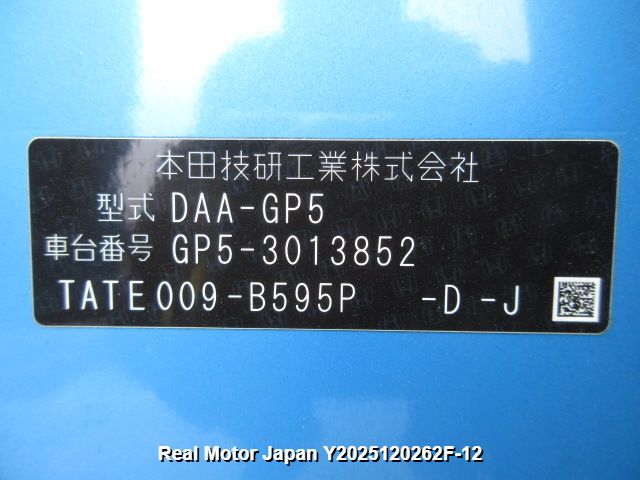 本田技研工業株式会社
型式 DAA-GP5
車台番号 GP5-3013852
TATE009-B595P -D-J
Real Motor Japan Y2025120262F-12